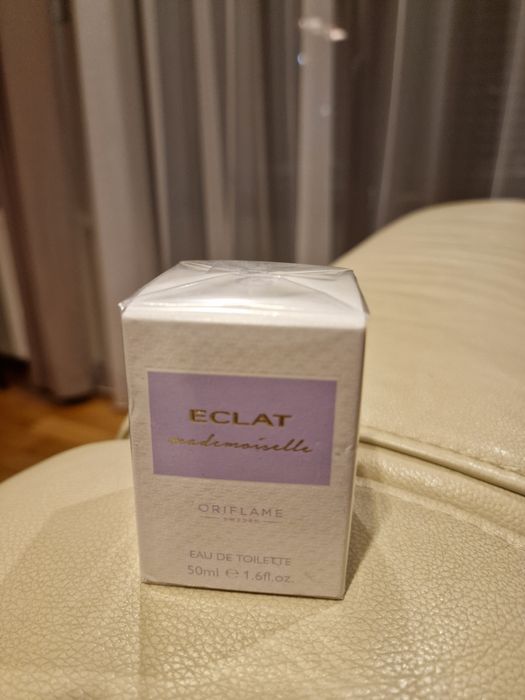 ECLAT
mademoiselle
ORIFLAME
SWEDEN
EAU DE TOILETTE
50ml ℮ 1.6fl.oz.